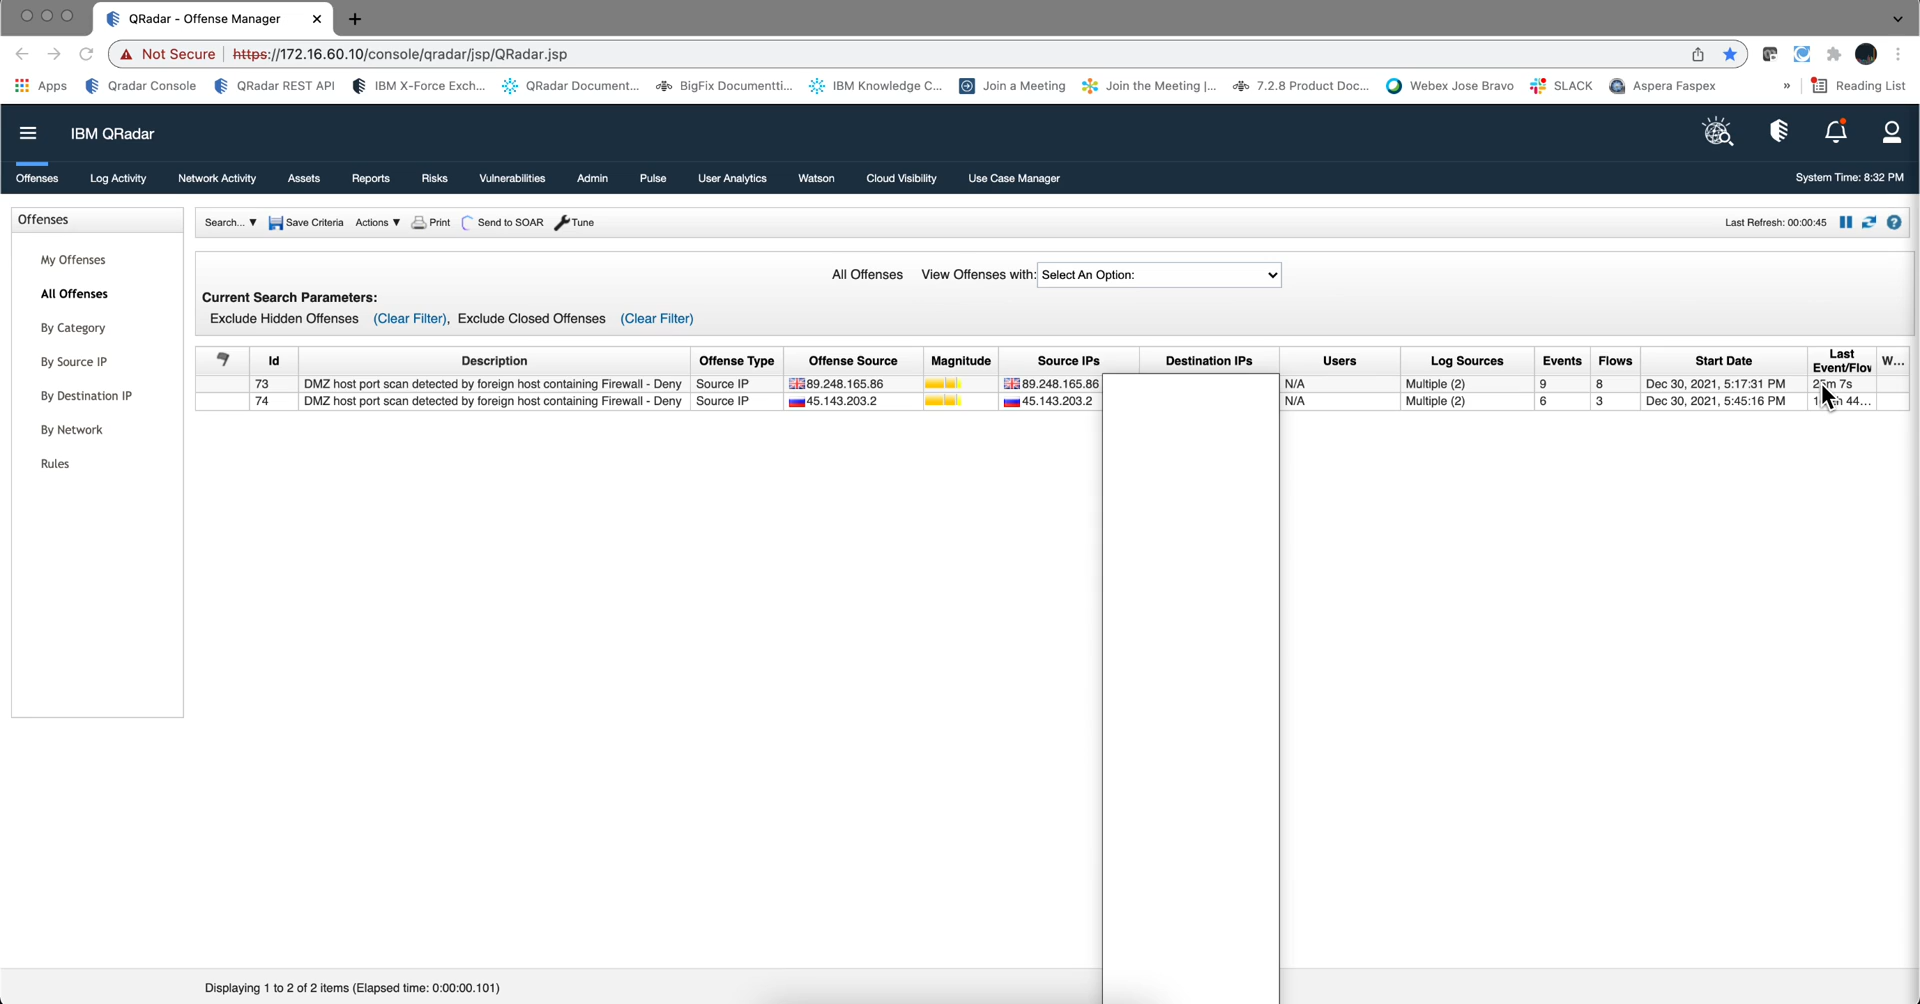 QRadar - Offense Manager
Not Secure https://172.16.60.10/console/qradar/jsp/QRadar.jsp
Apps Qradar Console QRadar REST API IBM X-Force Exch... QRadar Document... BigFix Documentti... IBM Knowledge C... Join a Meeting Join the Meeting |... 7.2.8 Product Doc... Webex Jose Bravo SLACK Aspera Faspex » Reading List
IBM QRadar
Offenses Log Activity Network Activity Assets Reports Risks Vulnerabilities Admin Pulse User Analytics Watson Cloud Visibility Use Case Manager System Time: 8:32 PM
Offenses
My Offenses
All Offenses
By Category
By Source IP
By Destination IP
By Network
Rules
Search... ▼ Save Criteria Actions ▼ Print Send to SOAR Tune Last Refresh: 00:00:45
All Offenses View Offenses with: Select An Option:
Current Search Parameters:
Exclude Hidden Offenses (Clear Filter), Exclude Closed Offenses (Clear Filter)
Id Description Offense Type Offense Source Magnitude Source IPs Destination IPs Users Log Sources Events Flows Start Date Last Event/Flow W...
73 DMZ host port scan detected by foreign host containing Firewall - Deny Source IP 89.248.165.86 89.248.165.86 N/A Multiple (2) 9 8 Dec 30, 2021, 5:17:31 PM 7s
74 DMZ host port scan detected by foreign host containing Firewall - Deny Source IP 45.143.203.2 45.143.203.2 N/A Multiple (2) 6 3 Dec 30, 2021, 5:45:16 PM 44...
Displaying 1 to 2 of 2 items (Elapsed time: 0:00:00.101)